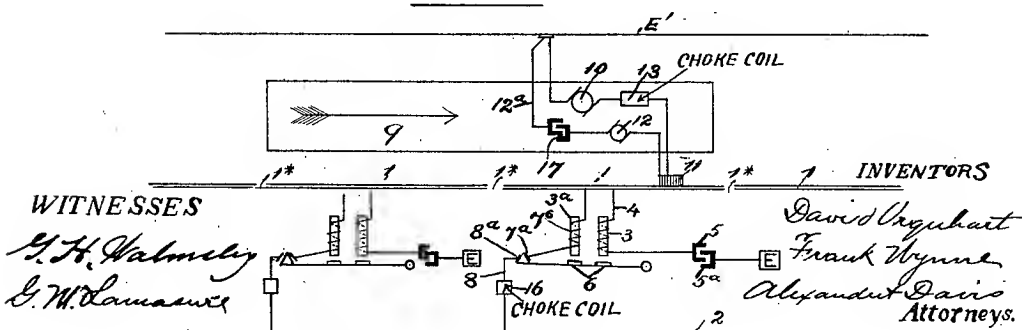 E'
10
13
CHOKE COIL
12ª
12
9
17
11
1* 1 1* 1 1* 1
WITNESSES
INVENTORS
3ª
7ᵇ
4
3
8ª
7ª
5
5ª
E
E
8
6
16
CHOKE COIL
2
G. H. Walmsley
G. M.
David Urquhart
Frank Wynne
Alexander & Davis
Attorneys.